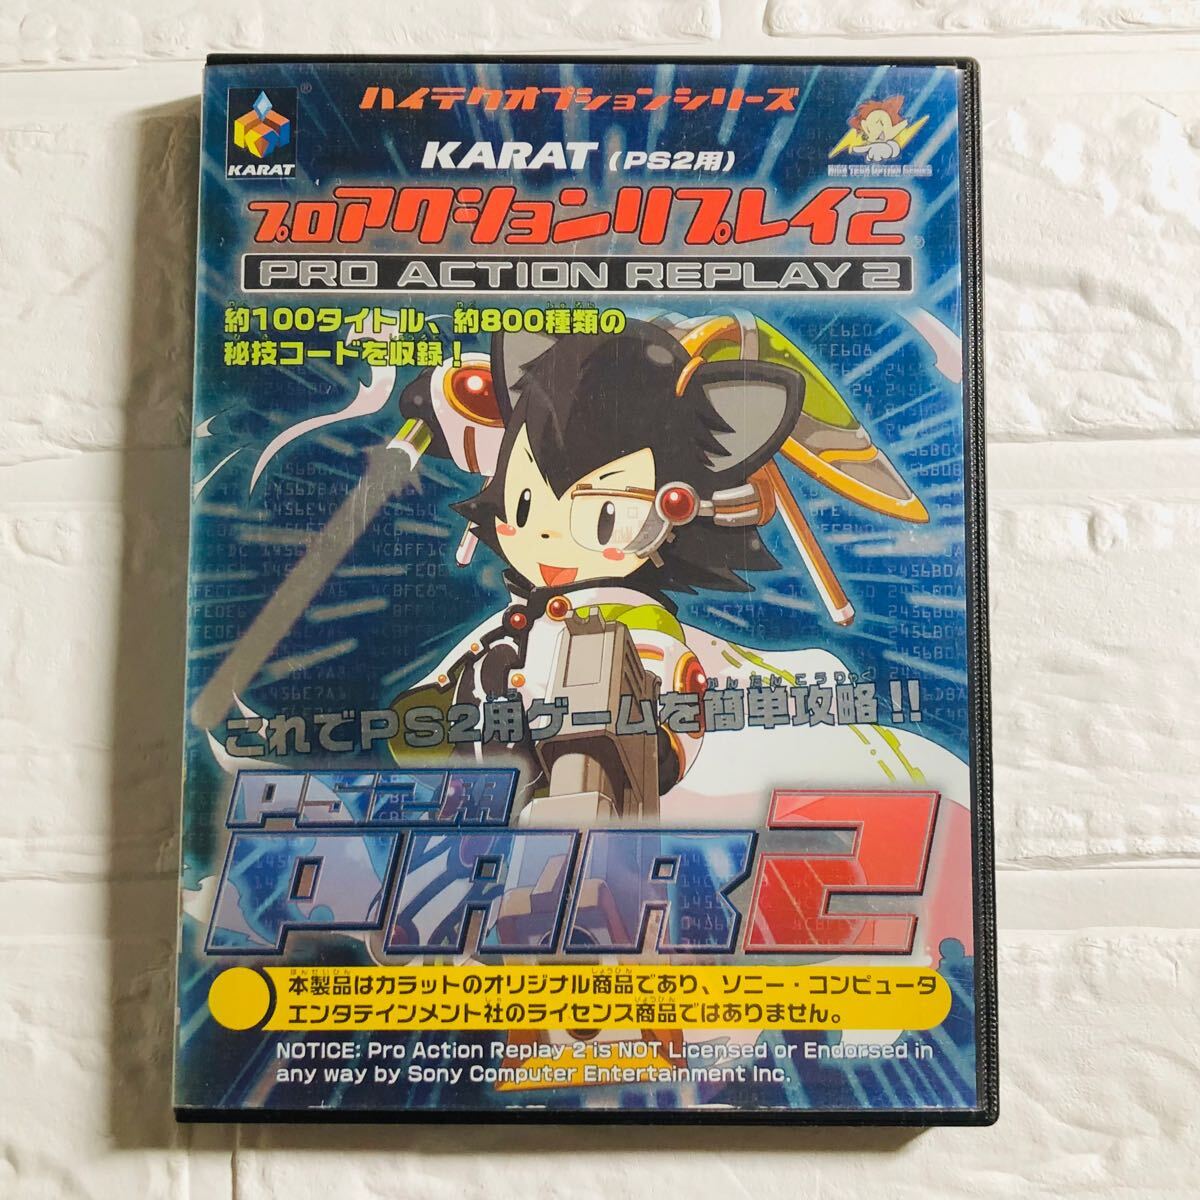 ハイテクオプションシリーズ
KARAT
®
HIGH TECH OPTION SERIES
KARAT (PS2用)
プロアクションリプレイ2®
PRO ACTION REPLAY 2
約100タイトル、約800種類の
秘技コードを収録！
これでPS2用ゲームを簡単攻略!!
PS2用
PAR2
本製品はカラットのオリジナル商品であり、ソニー・コンピュータ
エンタテインメント社のライセンス商品ではありません。
NOTICE: Pro Action Replay 2 is NOT Licensed or Endorsed in
any way by Sony Computer Entertainment Inc.